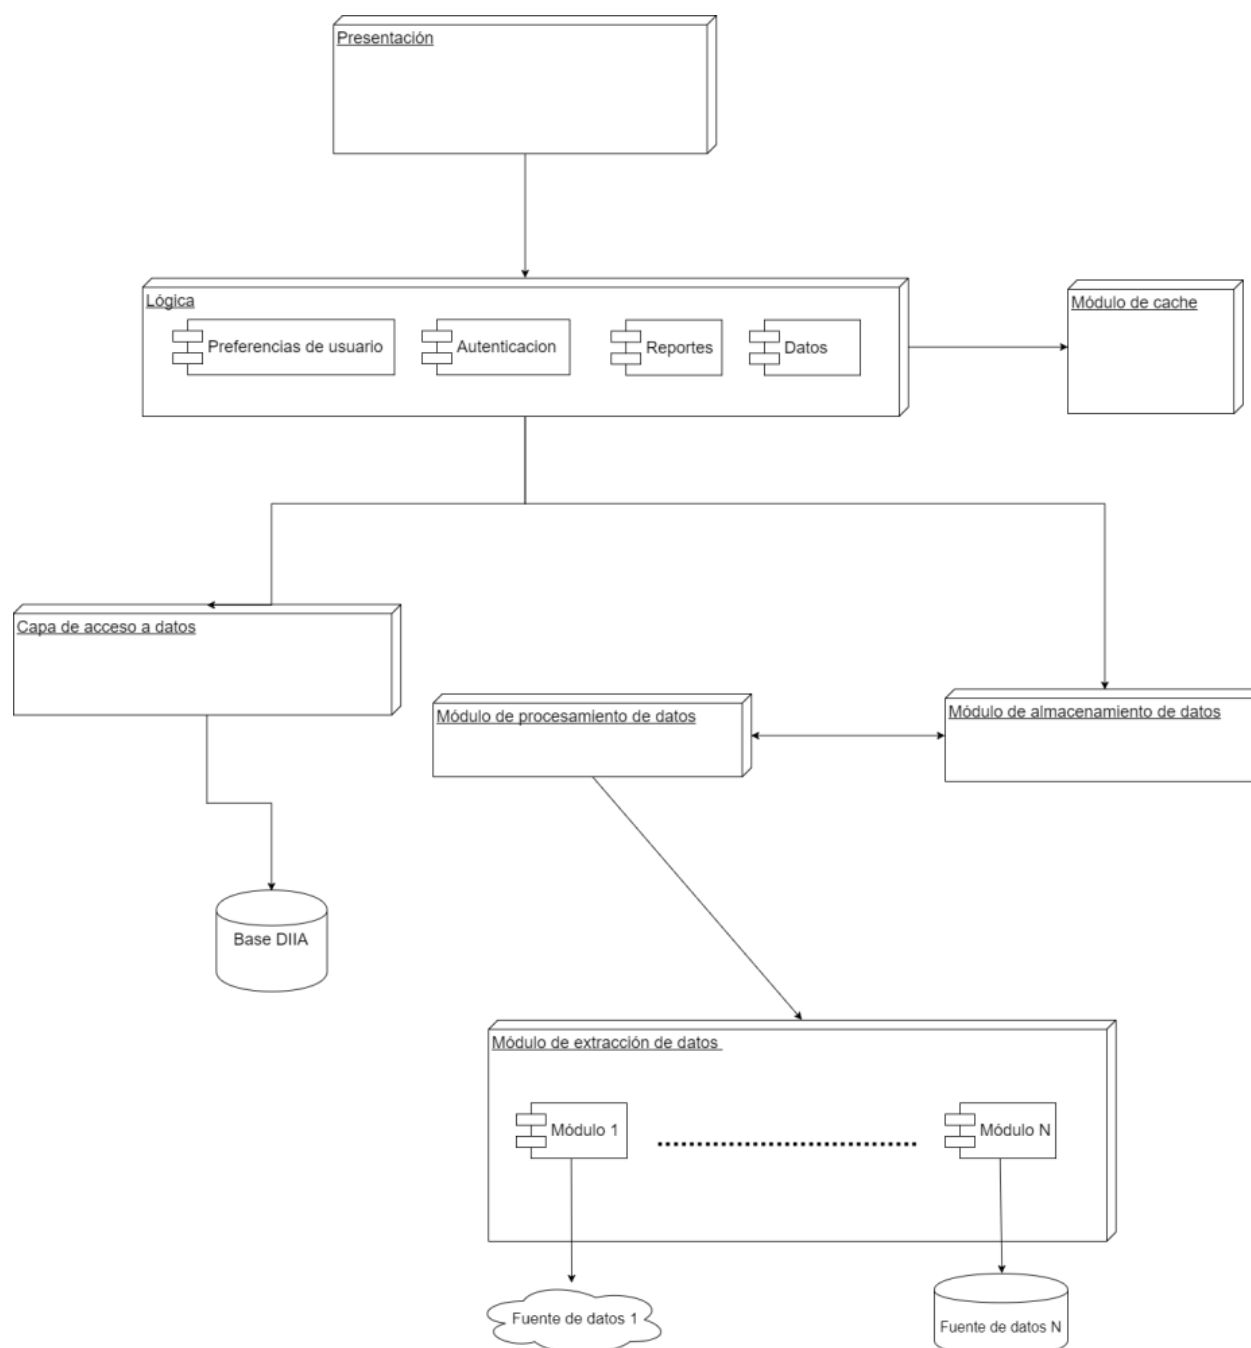 Presentación
Lógica
Preferencias de usuario
Autenticacion
Reportes
Datos
Módulo de cache
Capa de acceso a datos
Módulo de procesamiento de datos
Módulo de almacenamiento de datos
Base DIIA
Módulo de extracción de datos
Módulo 1
Módulo N
Fuente de datos 1
Fuente de datos N